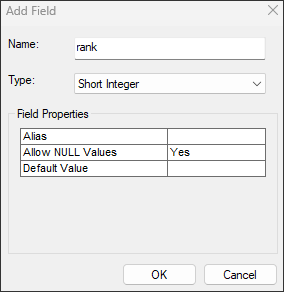 Add Field
Name: rank
Type: Short Integer
Field Properties
Alias
Allow NULL Values Yes
Default Value
OK Cancel